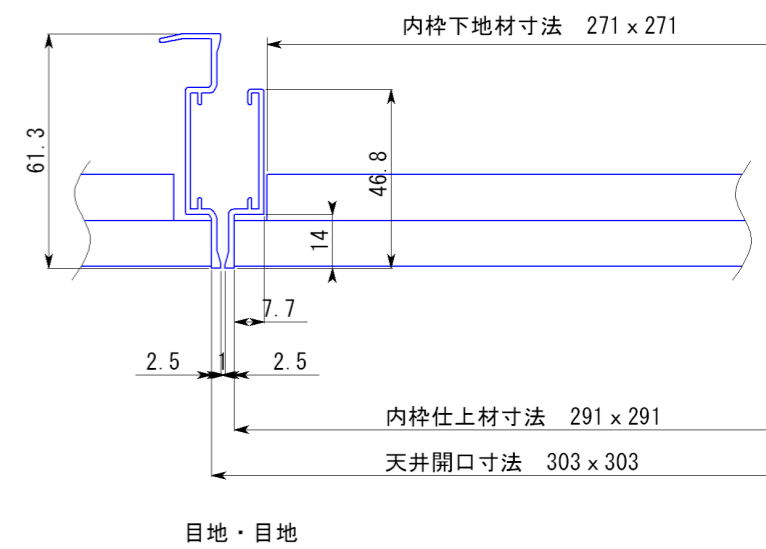 内枠下地材寸法 271 x 271
61.3
46.8
14
7.7
2.5 1 2.5
内枠仕上材寸法 291 x 291
天井開口寸法 303 x 303
目地・目地